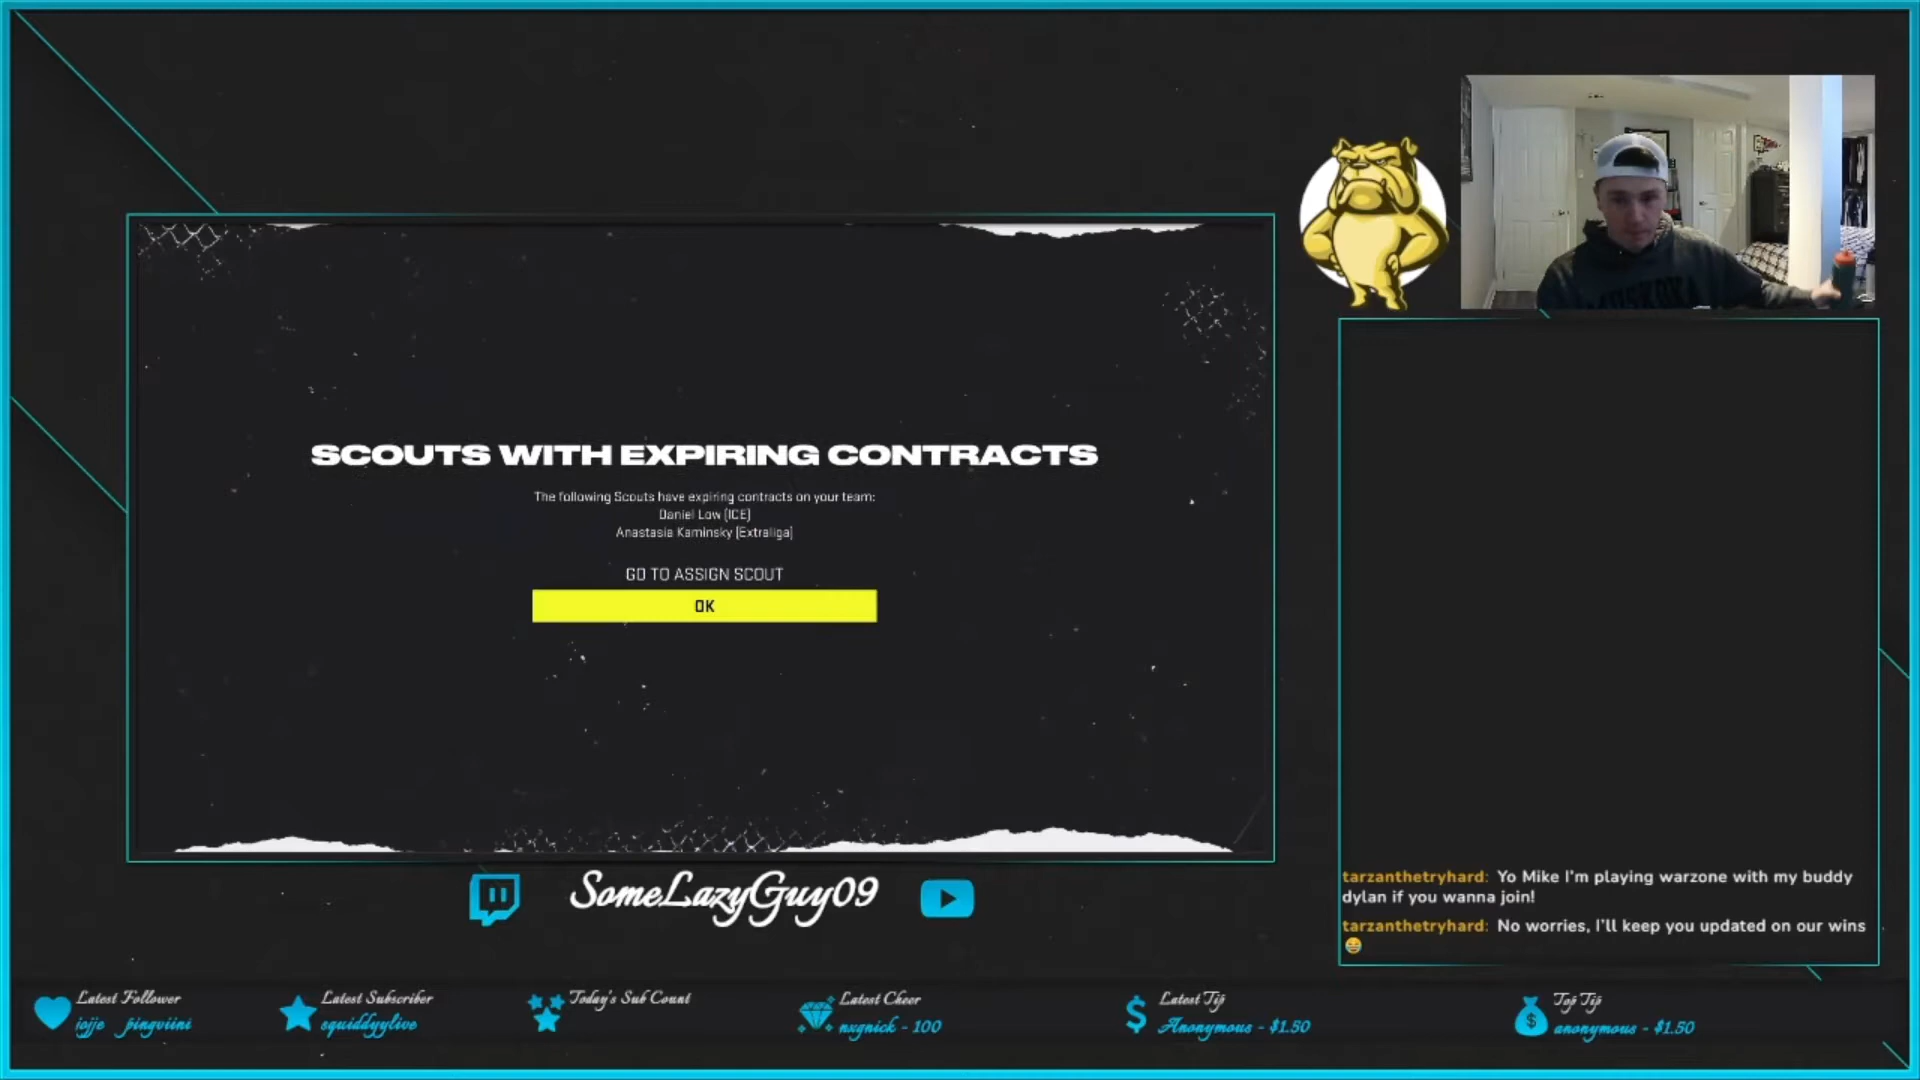 SCOUTS WITH EXPIRING CONTRACTS
The following Scouts have expiring contracts on your team:
Daniel Law (ICE)
Anastasia Kaminsky (Extraliga)
GO TO ASSIGN SCOUT
OK
SomeLazyGuy09
tarzanthetryhard: Yo Mike I'm playing warzone with my buddy
dylan if you wanna join!
tarzanthetryhard: No worries, I'll keep you updated on our wins
😂
Latest Follower
jojje_pingviini
Latest Subscriber
squiddyylive
Today's Sub Count
Latest Cheer
nxgnick - 100
Latest Tip
Anonymous - $1.50
Top Tip
anonymous - $1.50